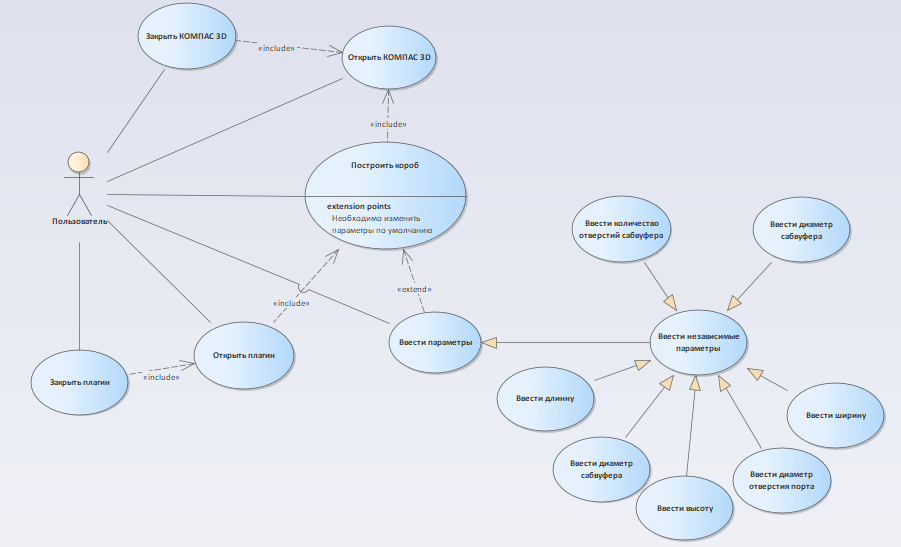 Закрыть КОМПАС 3D
«include»
Открыть КОМПАС 3D
«include»
Построить короб
extension points
Необходимо изменить
параметры по умолчанию
Пользователь
Ввести количество
отверстий сабвуфера
Ввести диаметр
сабвуфера
«extend»
«include»
Ввести независимые
параметры
Ввести параметры
Открыть плагин
Закрыть плагин
«include»
Ввести длинну
Ввести ширину
Ввести диаметр
сабвуфера
Ввести диаметр
отверстия порта
Ввести высоту